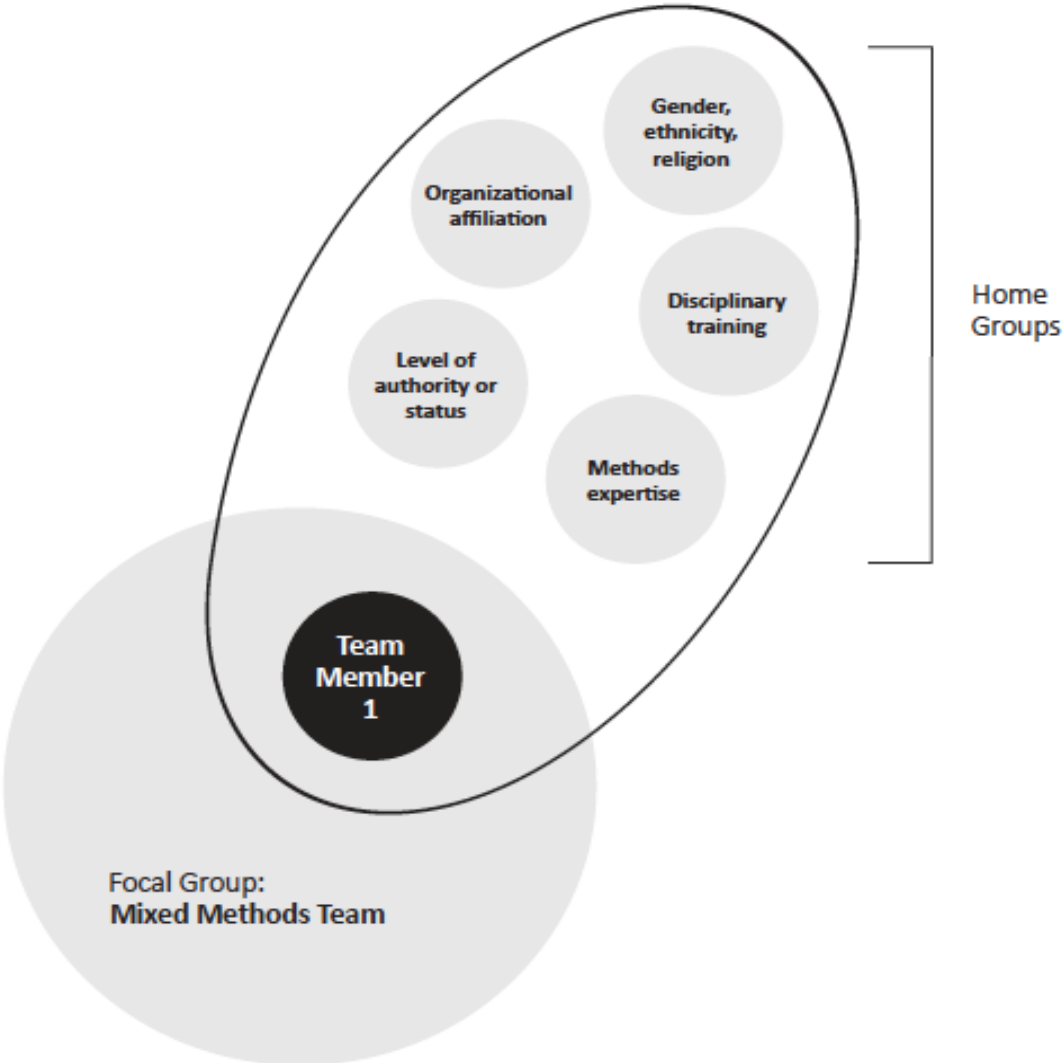 Gender,
ethnicity,
religion
Organizational
affiliation
Disciplinary
training
Home
Groups
Level of
authority or
status
Methods
expertise
Team
Member
1
Focal Group:
Mixed Methods Team